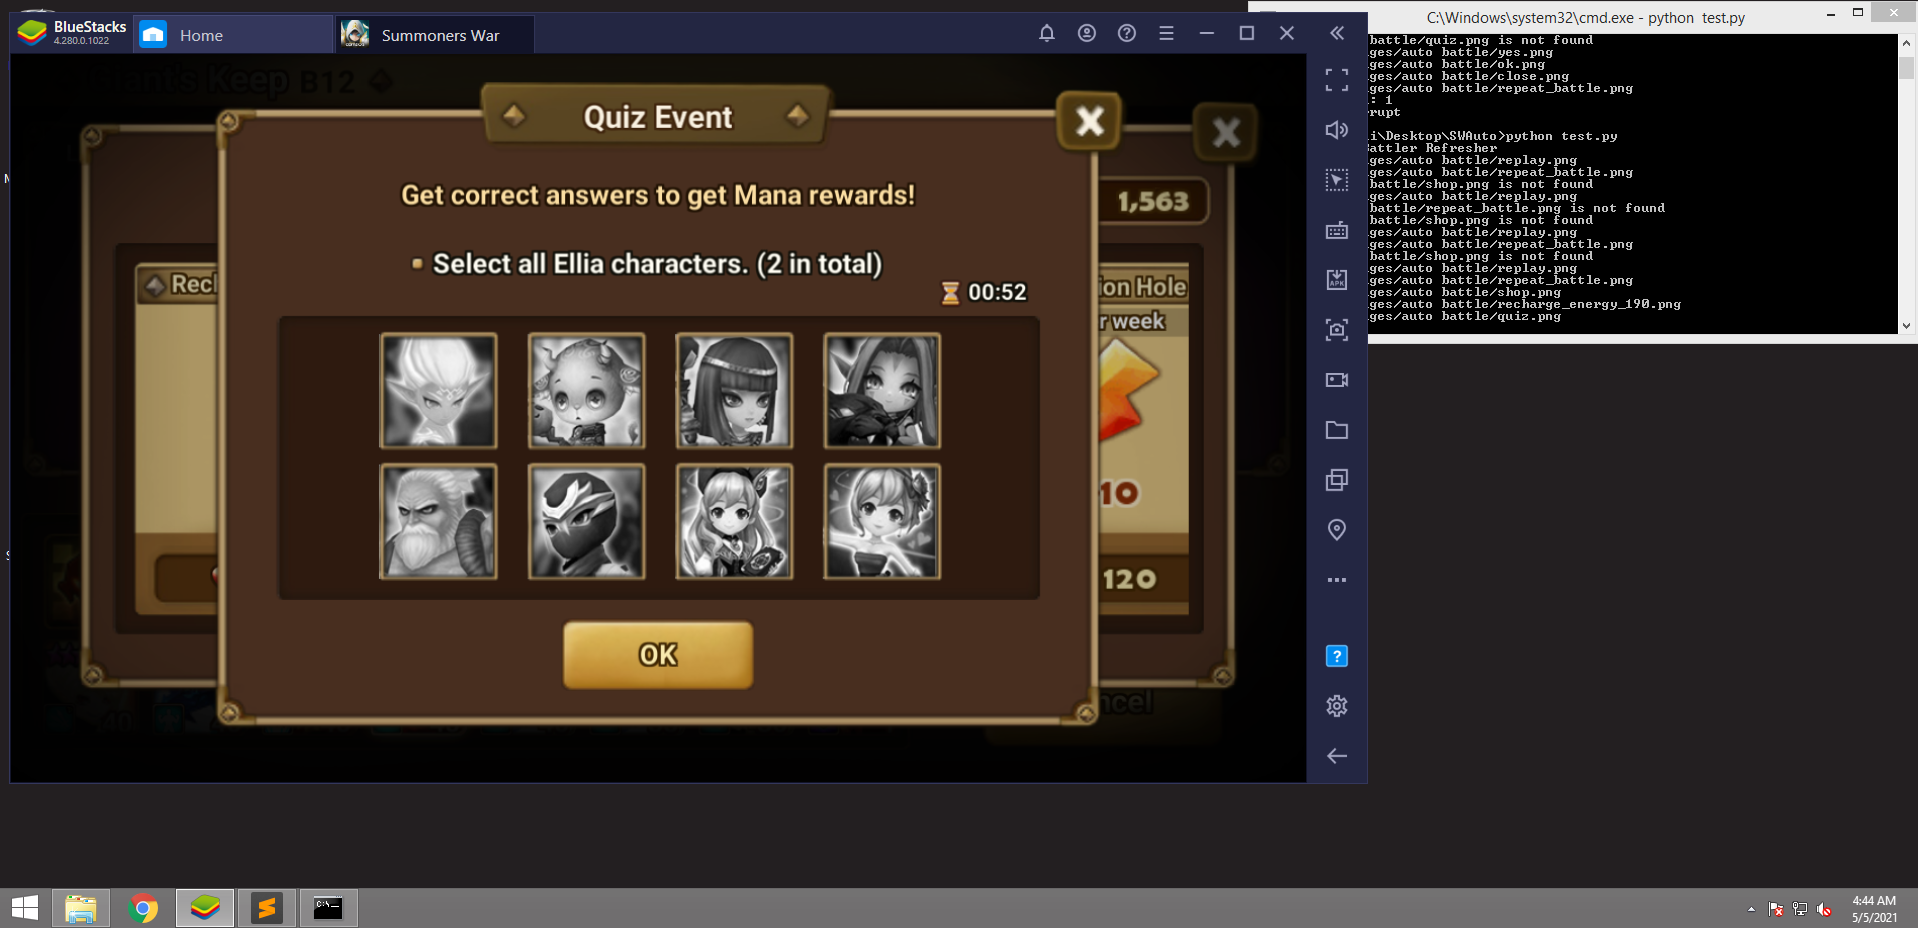 BlueStacks
4.280.0.1022
Home
Summoners War
Giant's Keep B12
Quiz Event
Get correct answers to get Mana rewards!
1,563
Select all Ellia characters. (2 in total)
00:52
Recl
ion Hole
r week
10
120
OK
ncel
C:\Windows\system32\cmd.exe - python test.py
battle/quiz.png is not found
ges/auto battle/yes.png
ges/auto battle/ok.png
ges/auto battle/close.png
ges/auto battle/repeat_battle.png
: 1
rupt
i\Desktop\SWAuto>python test.py
attler Refresher
ges/auto battle/replay.png
ges/auto battle/repeat_battle.png
battle/shop.png is not found
ges/auto battle/replay.png
battle/repeat_battle.png is not found
battle/shop.png is not found
ges/auto battle/replay.png
ges/auto battle/repeat_battle.png
battle/shop.png is not found
ges/auto battle/replay.png
ges/auto battle/repeat_battle.png
ges/auto battle/shop.png
ges/auto battle/recharge_energy_190.png
ges/auto battle/quiz.png
APK
4:44 AM
5/5/2021